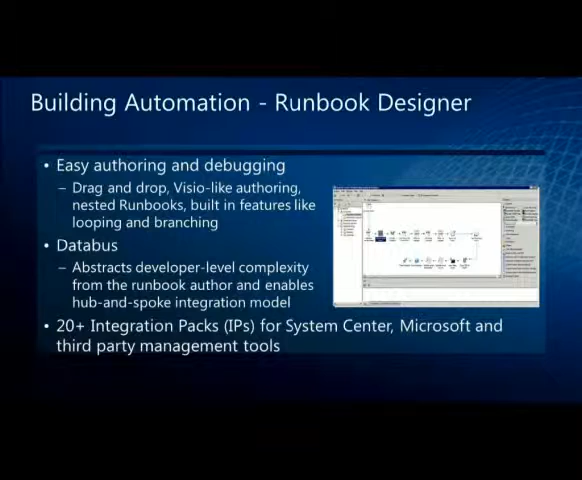 Building Automation - Runbook Designer
• Easy authoring and debugging
– Drag and drop, Visio-like authoring,
nested Runbooks, built in features like
looping and branching
• Databus
– Abstracts developer-level complexity
from the runbook author and enables
hub-and-spoke integration model
• 20+ Integration Packs (IPs) for System Center, Microsoft and
third party management tools